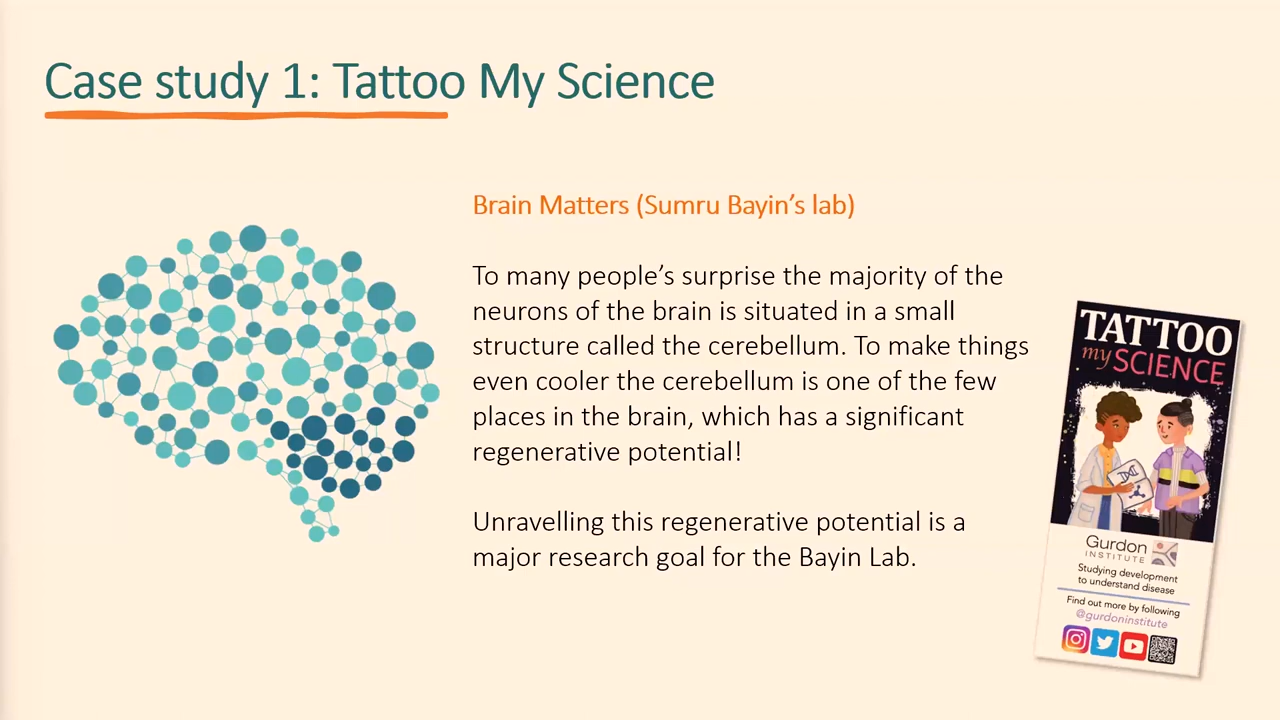 Case study 1: Tattoo My Science
Brain Matters (Sumru Bayin’s lab)
To many people’s surprise the majority of the
neurons of the brain is situated in a small
structure called the cerebellum. To make things
even cooler the cerebellum is one of the few
places in the brain, which has a significant
regenerative potential!
Unravelling this regenerative potential is a
major research goal for the Bayin Lab.
TATTOO
my SCIENCE
Gurdon
INSTITUTE
Studying development
to understand disease
Find out more by following
@gurdoninstitute